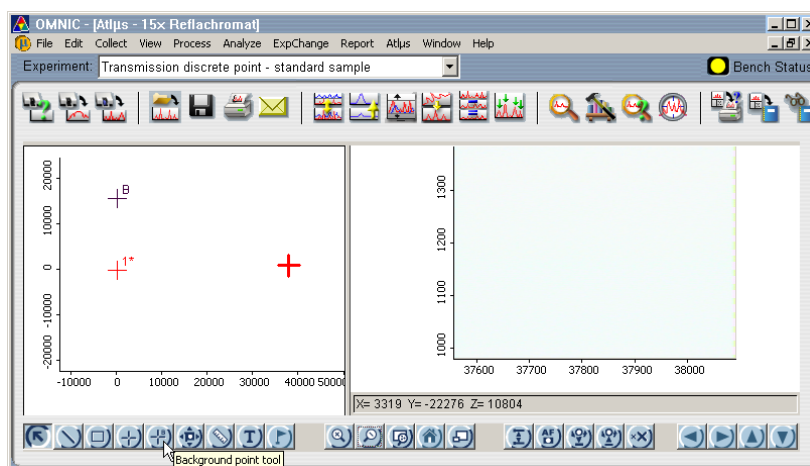 OMNIC - [Atlµs - 15x Reflachromat]
File Edit Collect View Process Analyze ExpChange Report Atlµs Window Help
Experiment: Transmission discrete point - standard sample
Bench Status
20000
10000
0
-10000
-20000
B
1*
-10000 0 10000 20000 30000 40000 50000
1300
1200
1100
1000
37600 37700 37800 37900 38000
X= 3319 Y= -22276 Z= 10804
T
AF
Background point tool